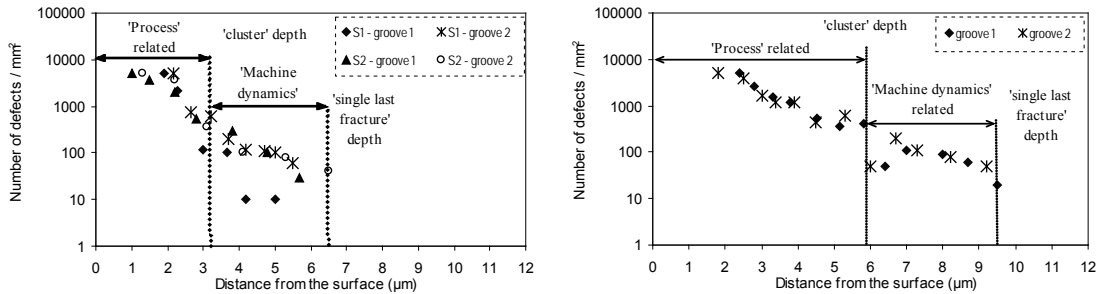 'Process'
related
'cluster' depth
S1 - groove 1
S1 - groove 2
S2 - groove 1
S2 - groove 2
'Machine
dynamics'
'single last
fracture'
depth
100000
10000
1000
100
10
1
Number of defects / mm²
0 1 2 3 4 5 6 7 8 9 10 11 12
Distance from the surface (µm)
'cluster' depth
groove 1
groove 2
'Process' related
'Machine dynamics'
related
'single last
fracture'
depth
100000
10000
1000
100
10
1
Number of defects / mm²
0 1 2 3 4 5 6 7 8 9 10 11 12
Distance from the surface (µm)